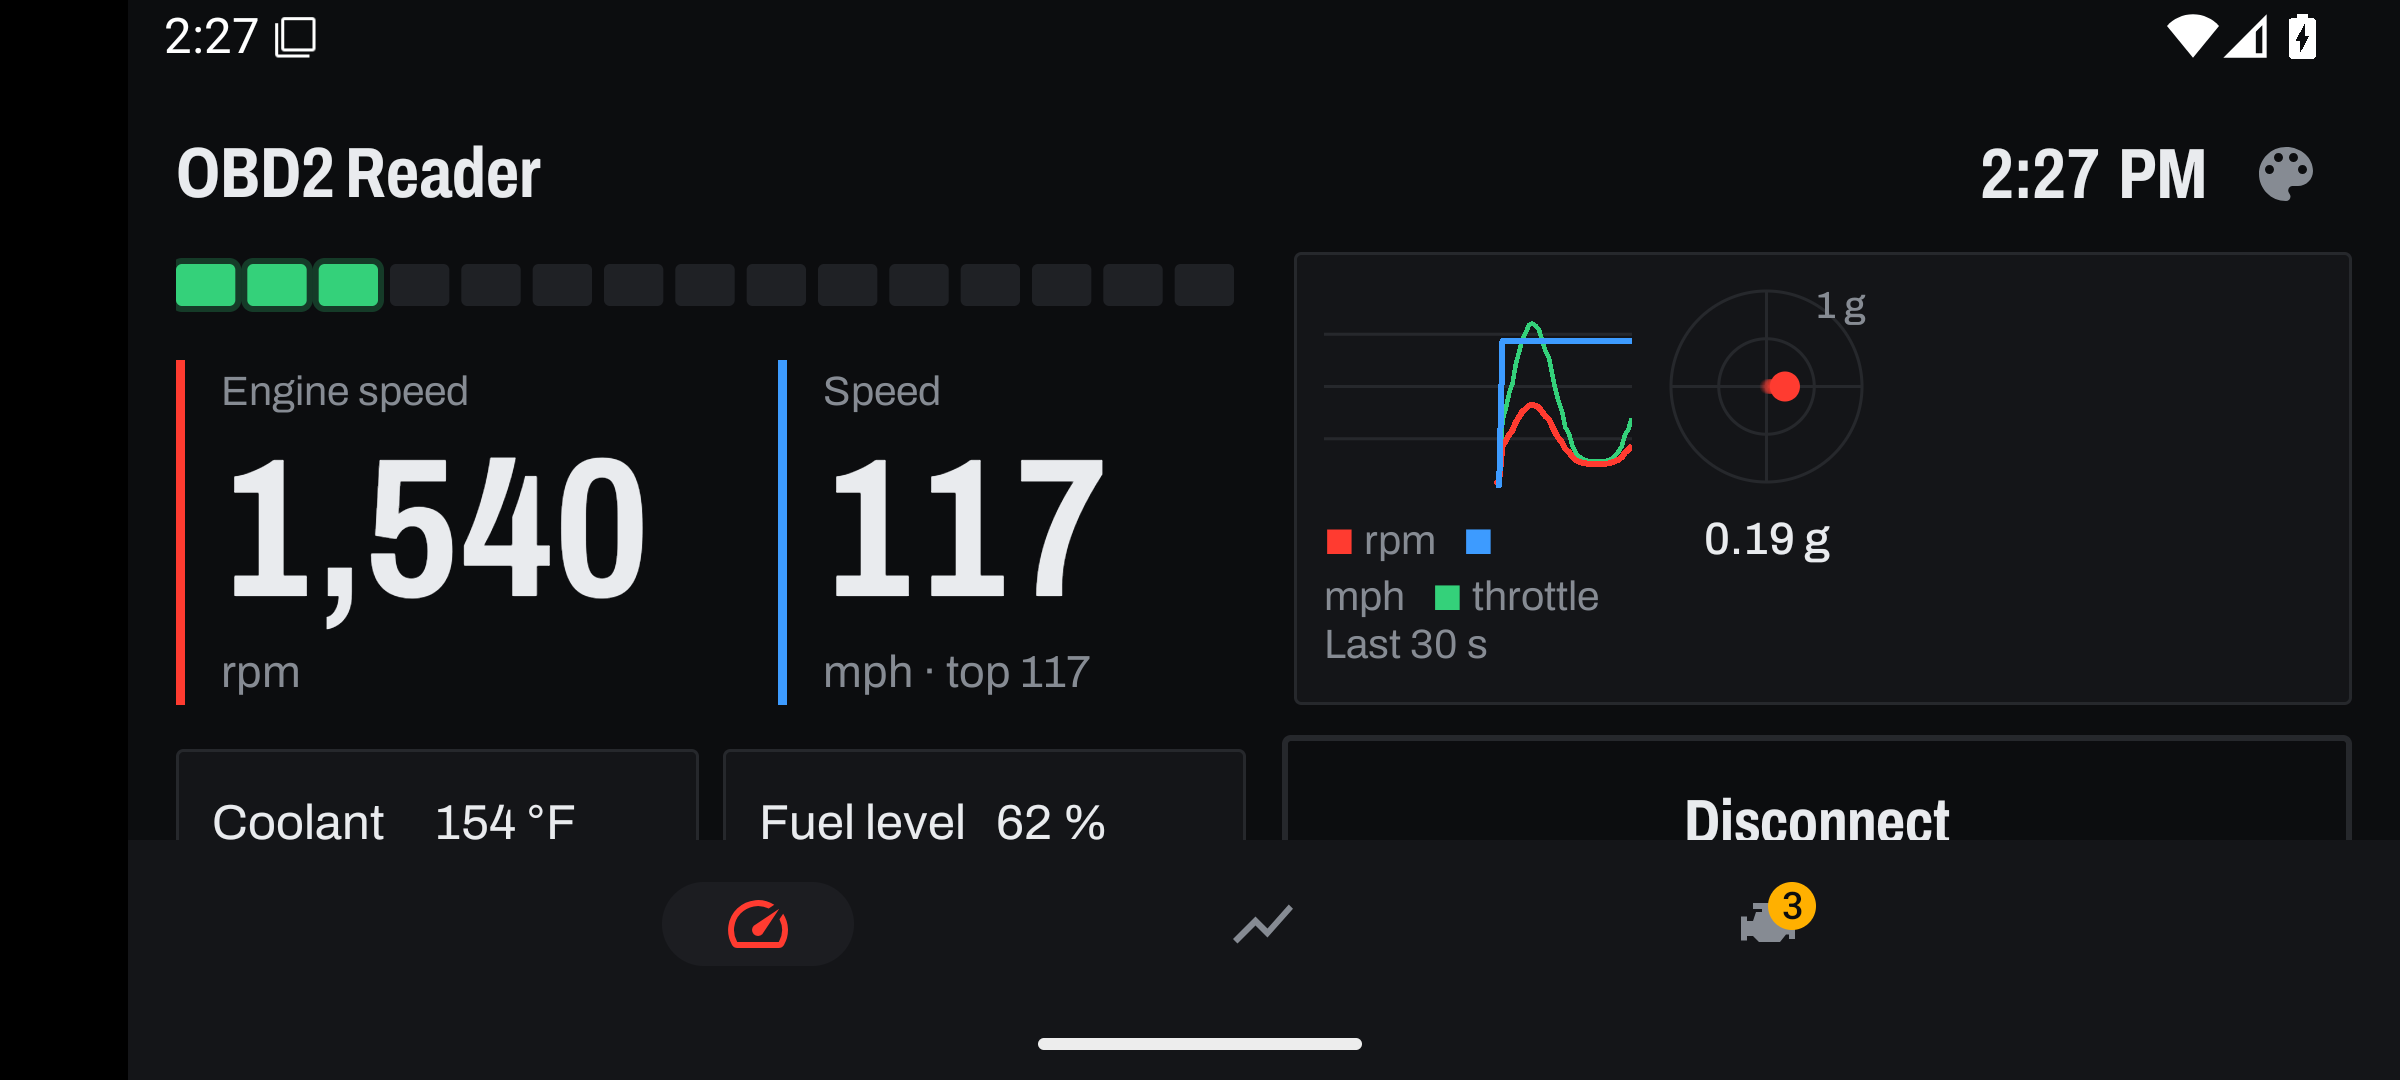 2:27
OBD2 Reader
2:27 PM
Engine speed
1,540
rpm
Speed
117
mph · top 117
1 g
0.19 g
rpm
mph throttle
Last 30 s
Coolant 154 °F
Fuel level 62 %
Disconnect
3